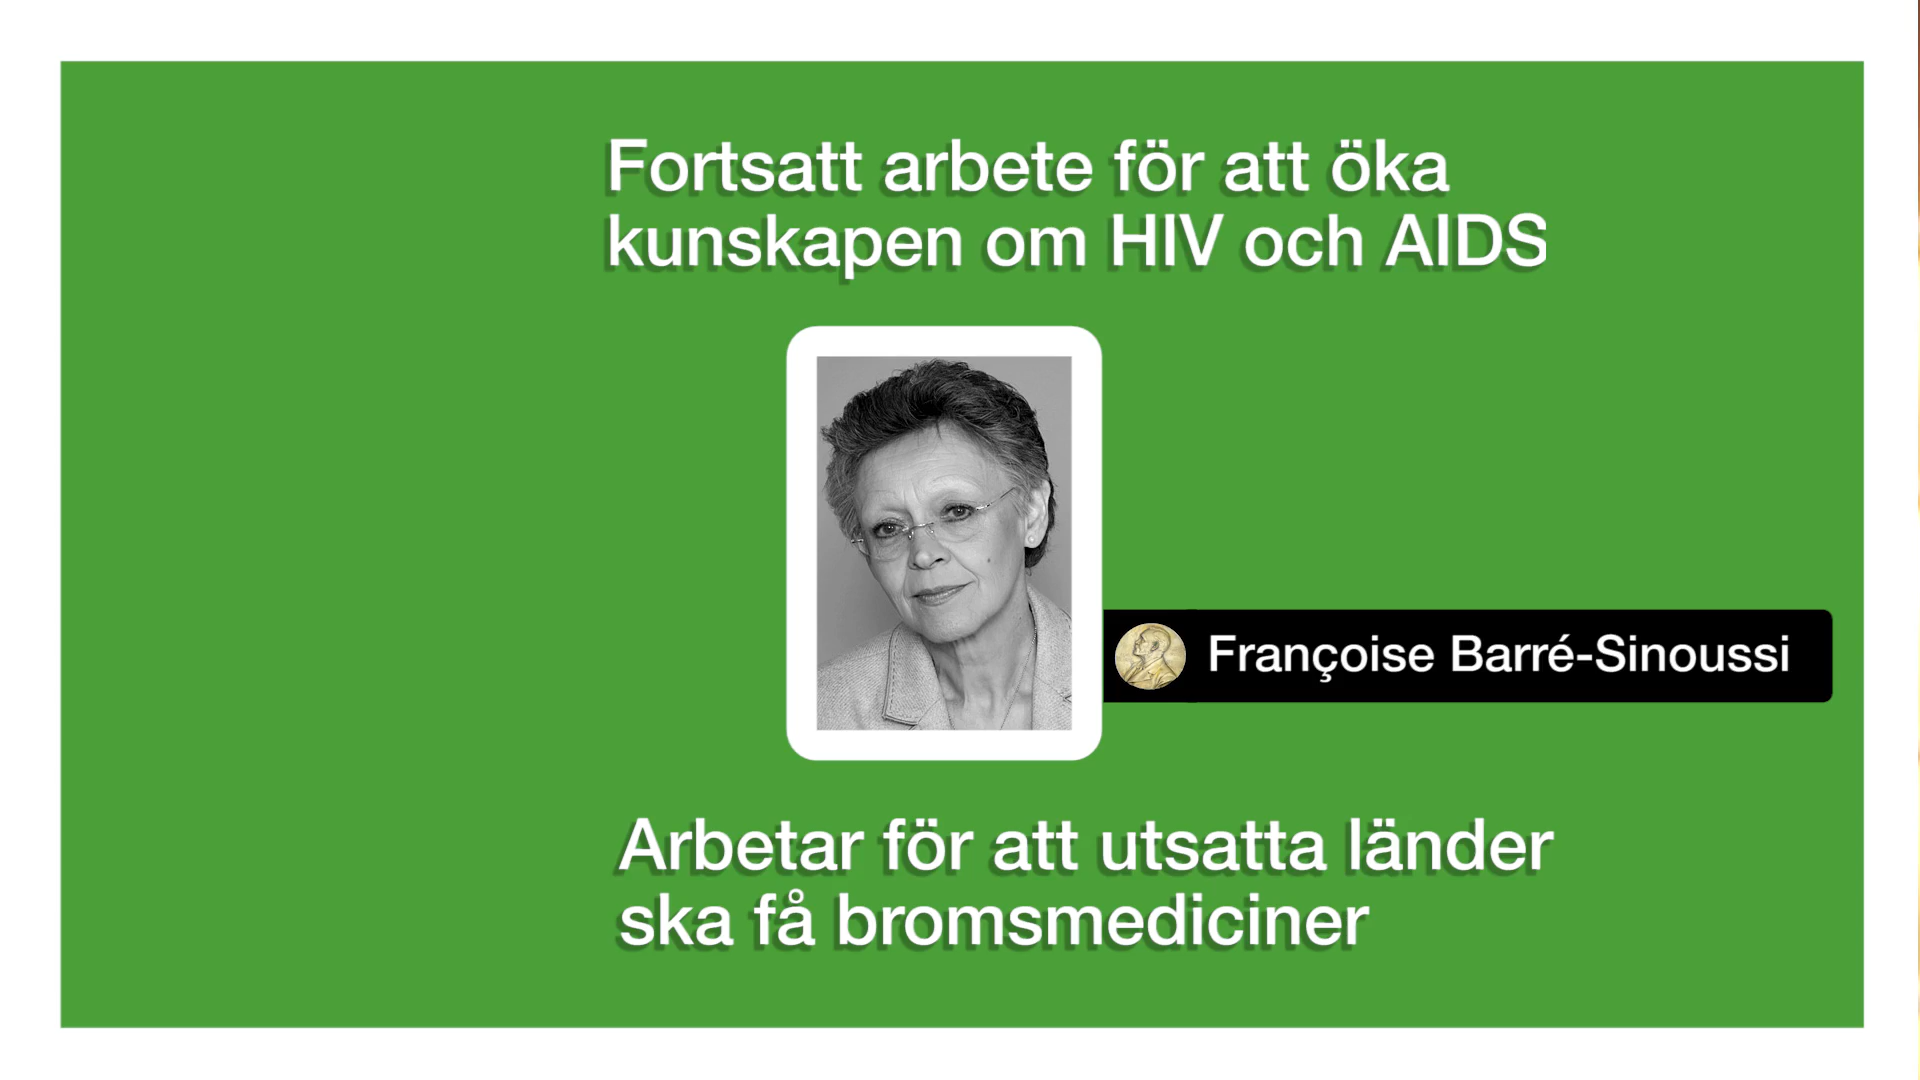 Fortsatt arbete för att öka
kunskapen om HIV och AIDS
Françoise Barré-Sinoussi
Arbetar för att utsatta länder
ska få bromsmediciner